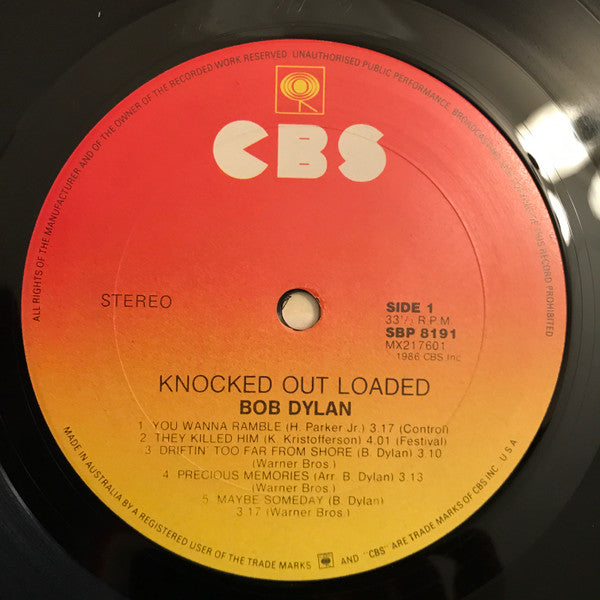 ALL RIGHTS OF THE MANUFACTURER AND OF THE OWNER OF THE RECORDED WORK RESERVED. UNAUTHORISED PUBLIC PERFORMANCE, BROADCASTING THIS RECORD PROHIBITED
CBS
STEREO
SIDE 1
33⅓ R.P.M.
SBP 8191
MX217601
1986 CBS Inc
KNOCKED OUT LOADED
BOB DYLAN
1 YOU WANNA RAMBLE (H. Parker Jr.) 3.17 (Control)
2 THEY KILLED HIM (K. Kristofferson) 4.01 (Festival)
3 DRIFTIN' TOO FAR FROM SHORE (B. Dylan) 3.10
(Warner Bros.)
4 PRECIOUS MEMORIES (Arr. B. Dylan) 3.13
(Warner Bros.)
5 MAYBE SOMEDAY (B. Dylan)
3.17 (Warner Bros.)
MADE IN AUSTRALIA BY A REGISTERED USER OF THE TRADE MARKS AND "CBS" ARE TRADE MARKS OF CBS INC U S A